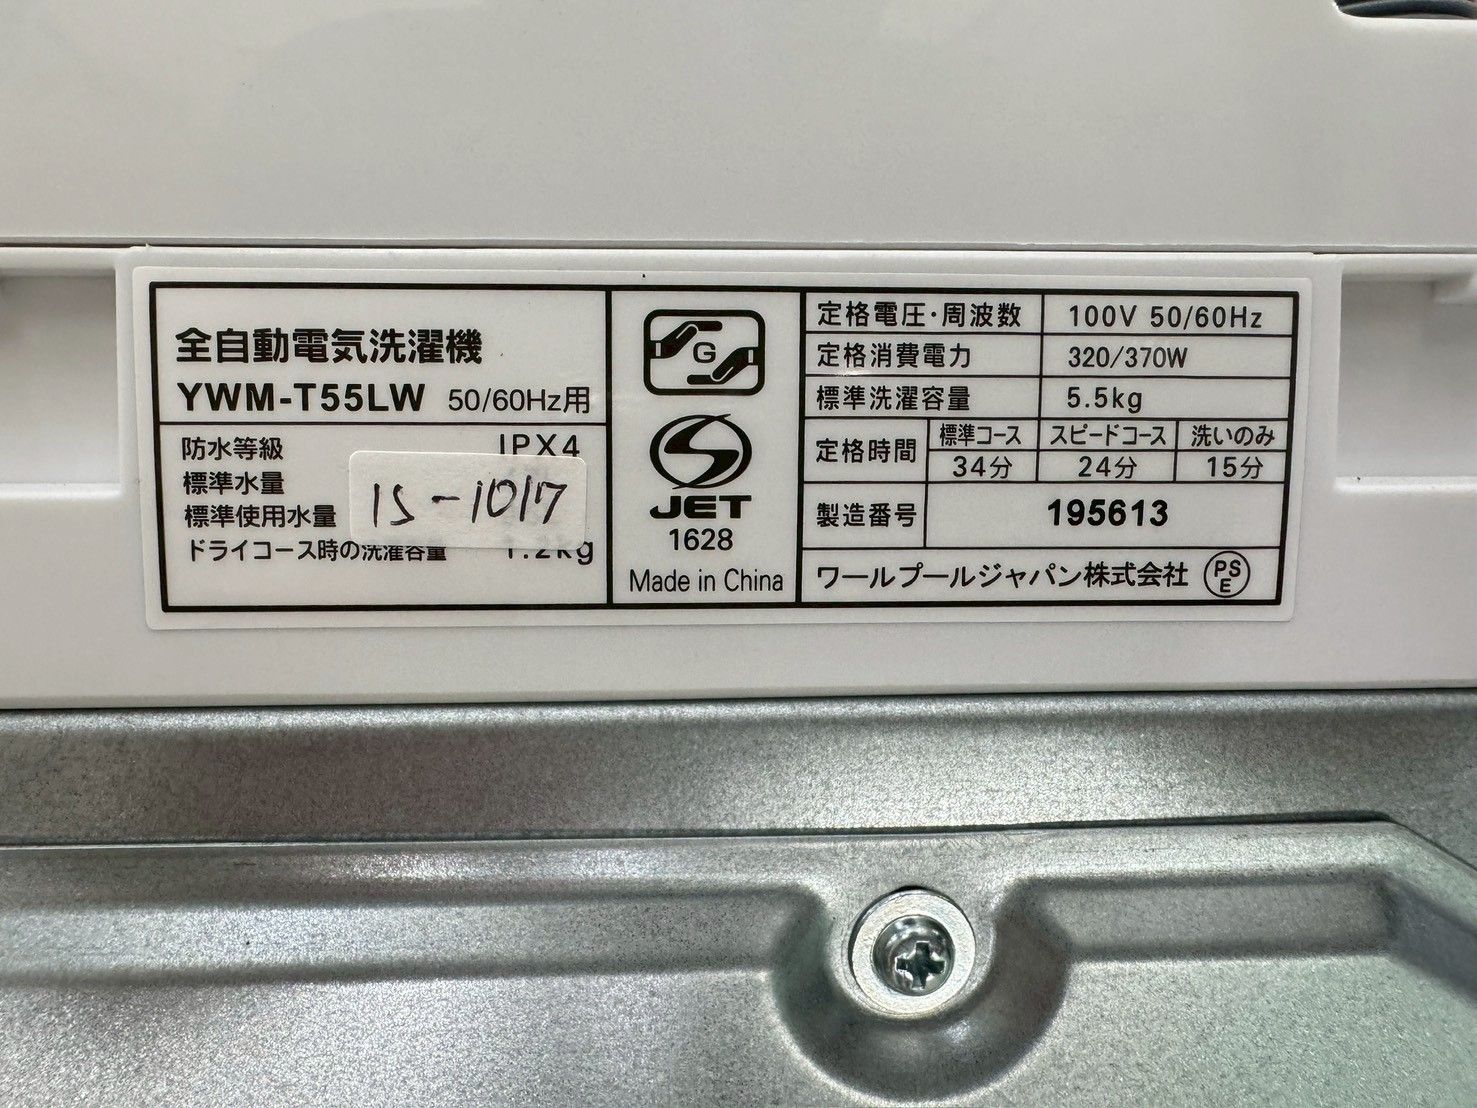 全自動電気洗濯機
YWM-T55LW 50/60Hz用
防水等級 IPX4
標準水量
標準使用水量
ドライコース時の洗濯容量 1.2kg
IS-1017
G
JET
1628
Made in China
定格電圧・周波数 100V 50/60Hz
定格消費電力 320/370W
標準洗濯容量 5.5kg
定格時間 標準コース スピードコース 洗いのみ
34分 24分 15分
製造番号 195613
ワールプールジャパン株式会社 PSE